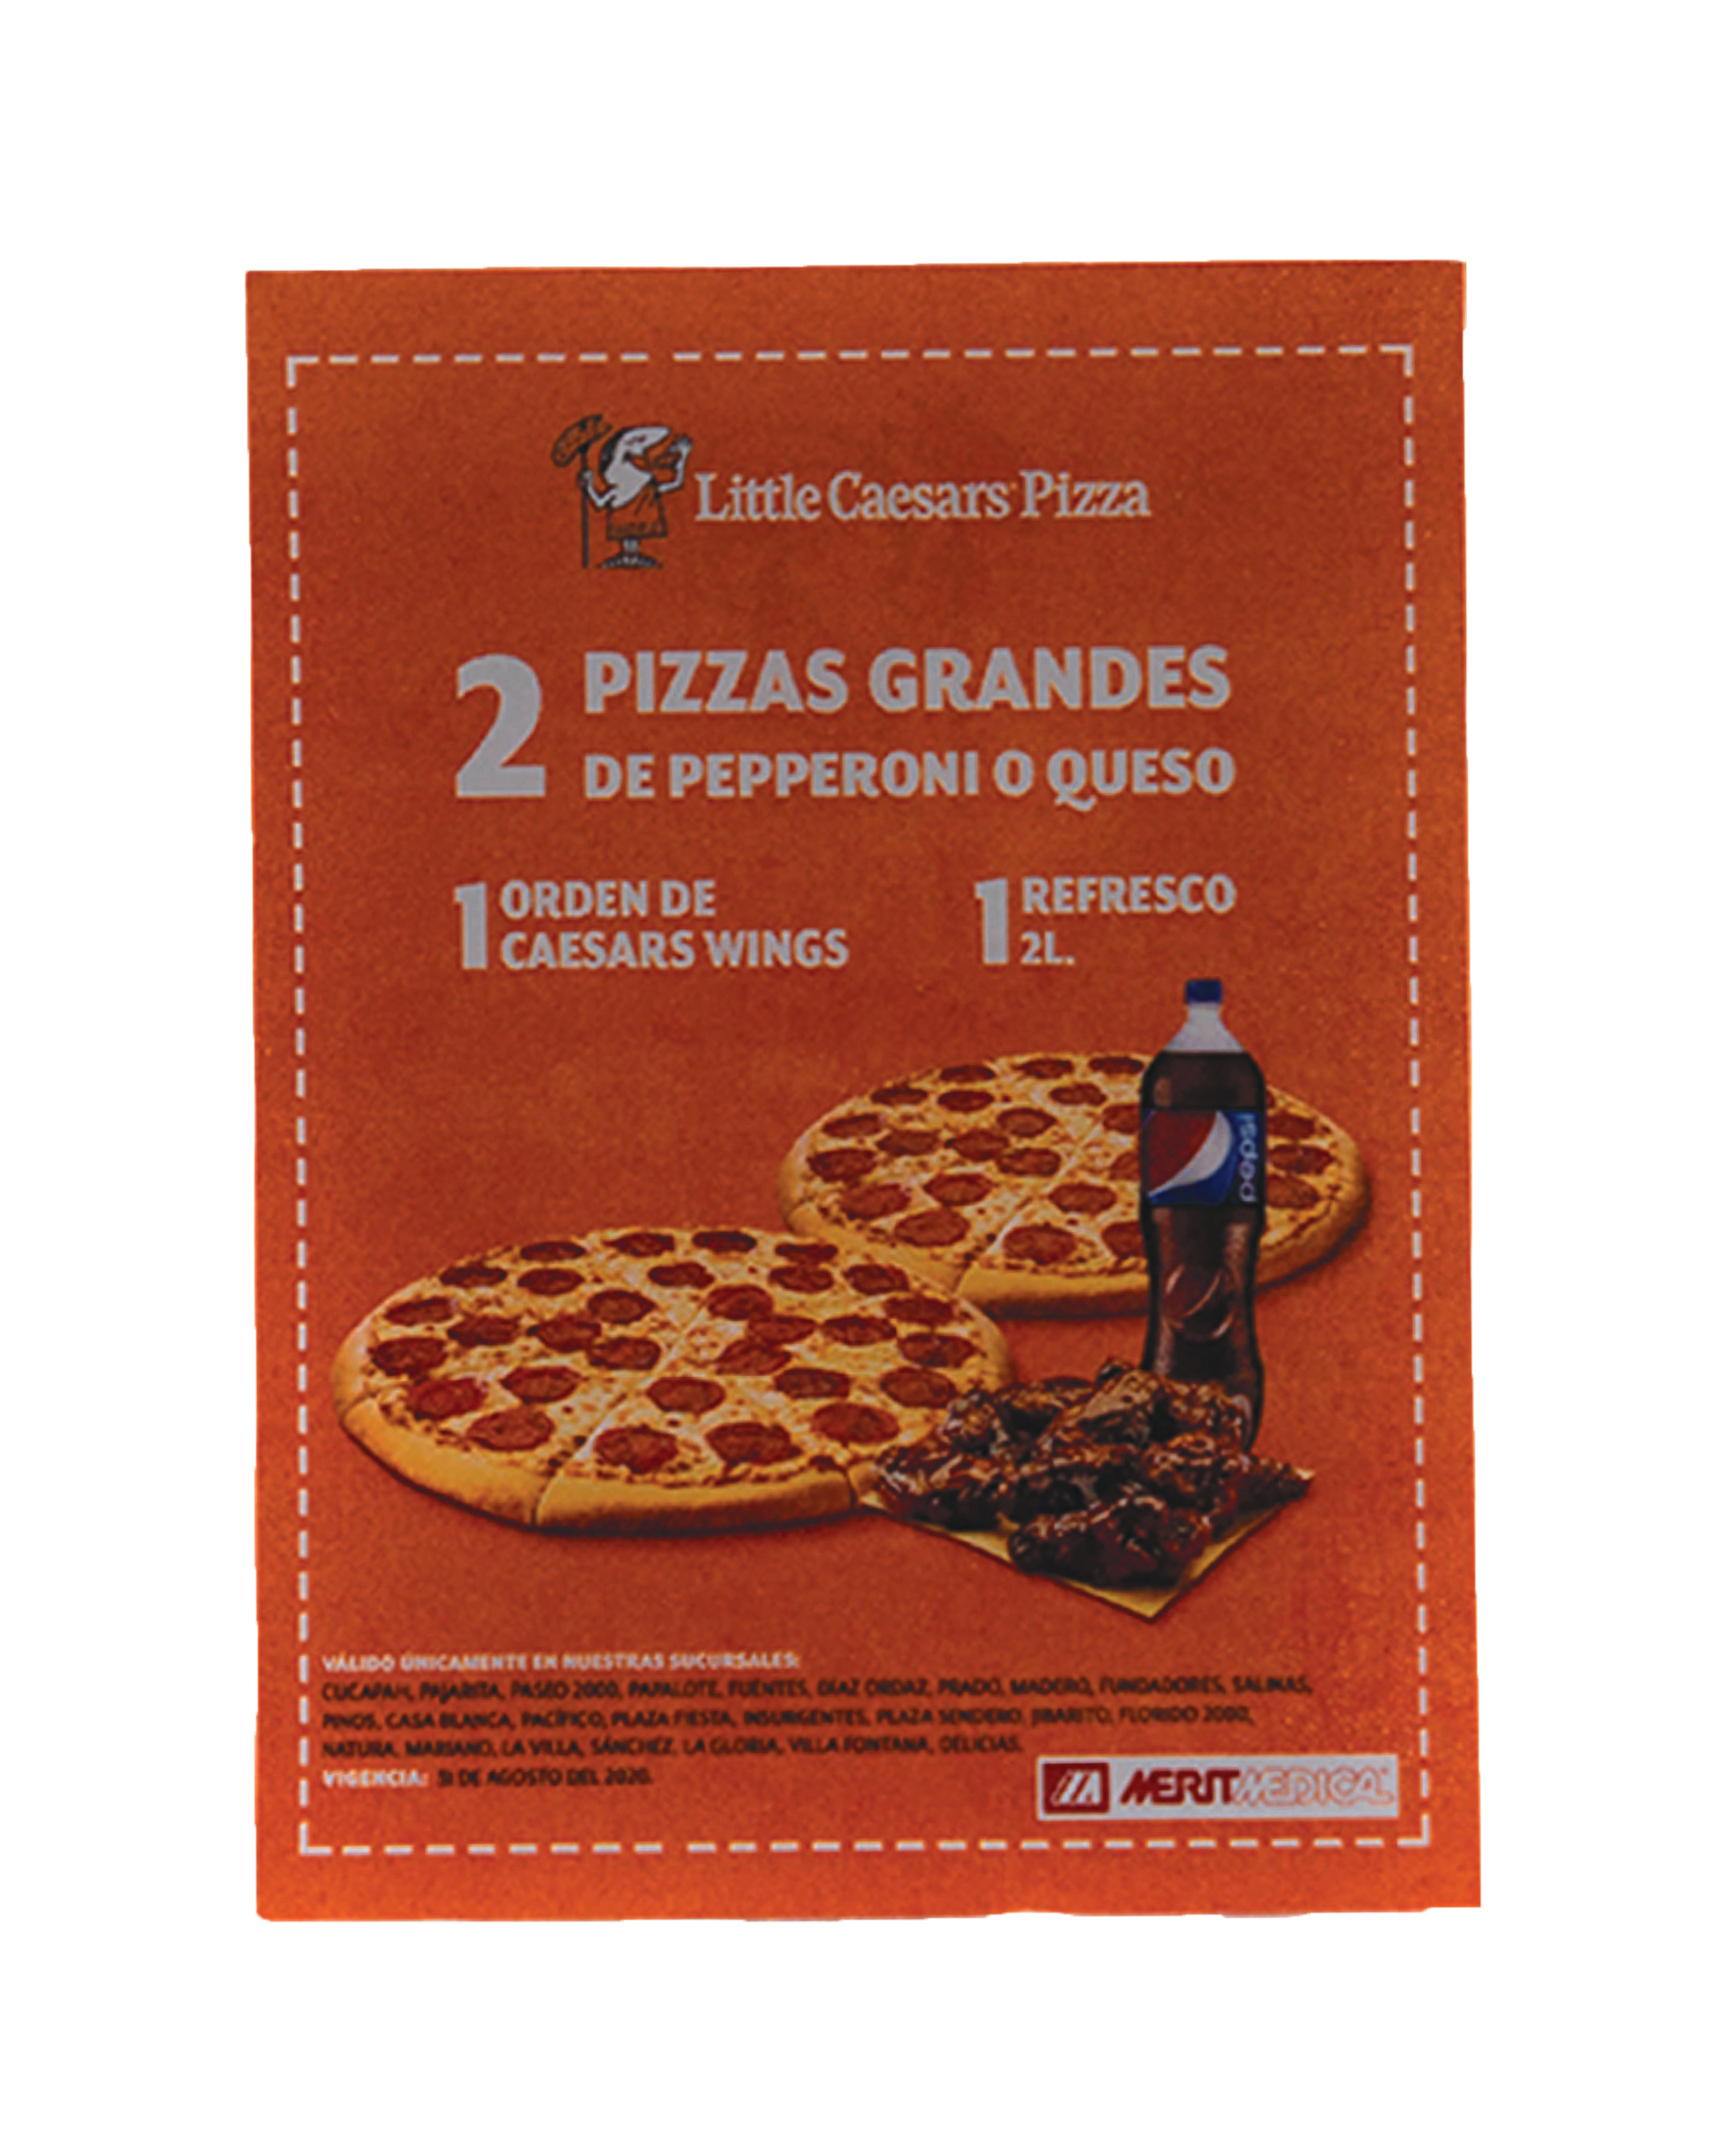 Little Caesars Pizza
2 PIZZAS GRANDES
DE PEPPERONI O QUESO
1 ORDEN DE
CAESARS WINGS
1 REFRESCO
2L.
pepsi
VÁLIDO ÚNICAMENTE EN NUESTRAS SUCURSALES:
CUCAPAH, PAJARITA, PASEO 2000, PAPALOTE, FUENTES, DÍAZ ORDAZ, PRADO, MADERO, FUNDADORES, SALINAS,
PINOS, CASA BLANCA, PACÍFICO, PLAZA FIESTA, INSURGENTES, PLAZA SENDERO, JIBARITO, FLORIDO 2000,
NATURA, MARIANO, LA VILLA, SÁNCHEZ, LA GLORIA, VILLA FONTANA, DELICIAS.
VIGENCIA: 31 DE AGOSTO DEL 2020.
MERIT MEDICAL